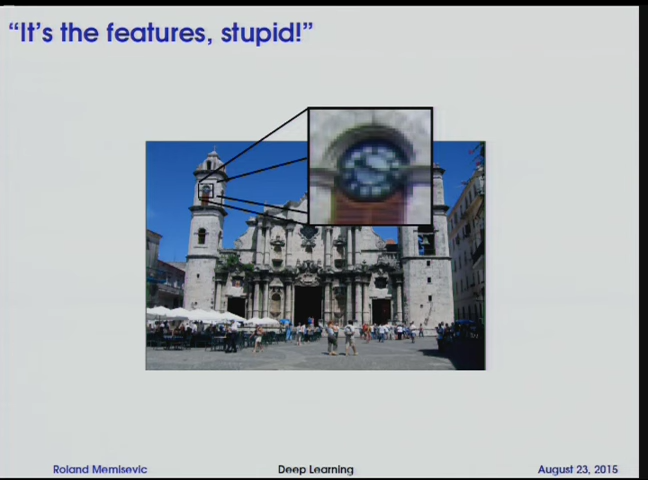 “It's the features, stupid!”
Roland Memisevic
Deep Learning
August 23, 2015